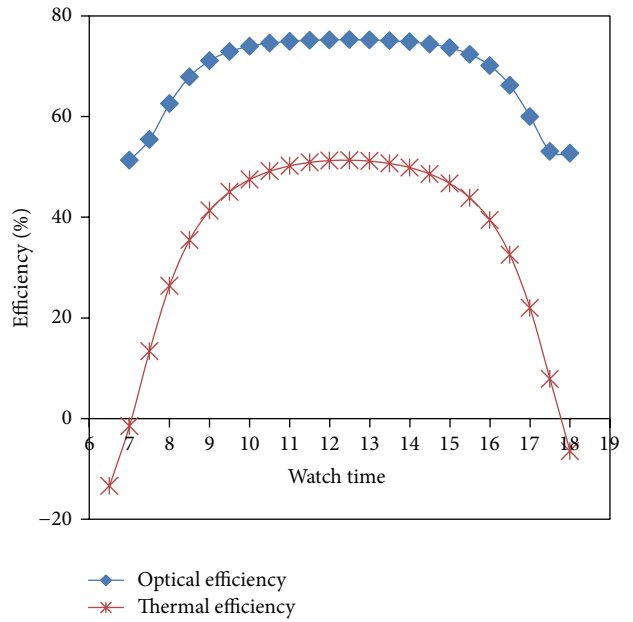 80
60
40
20
0
−20
Efficiency (%)
6 7 8 9 10 11 12 13 14 15 16 17 18 19
Watch time
Optical efficiency
Thermal efficiency